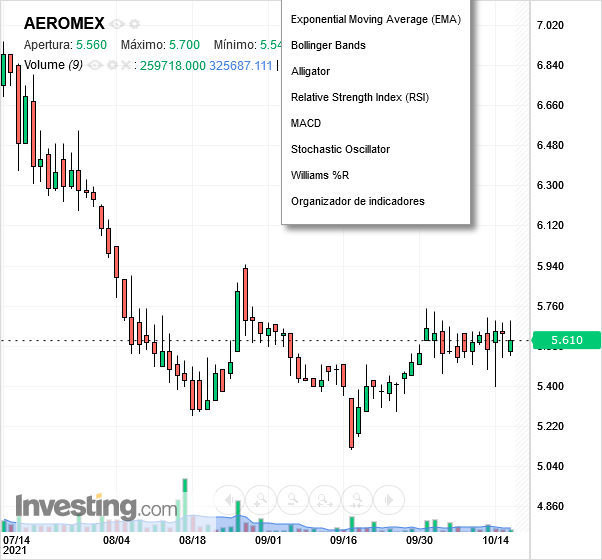 AEROMEX
Apertura: 5.560 Máximo: 5.700 Mínimo: 5.54
Volume (9) : 259718.000 325687.111
Exponential Moving Average (EMA)
Bollinger Bands
Alligator
Relative Strength Index (RSI)
MACD
Stochastic Oscillator
Williams %R
Organizador de indicadores
7.020
6.840
6.660
6.480
6.300
6.120
5.940
5.760
5.610
5.400
5.220
5.040
4.860
Investing.com
07/14 08/04 08/18 09/01 09/16 09/30 10/14
2021